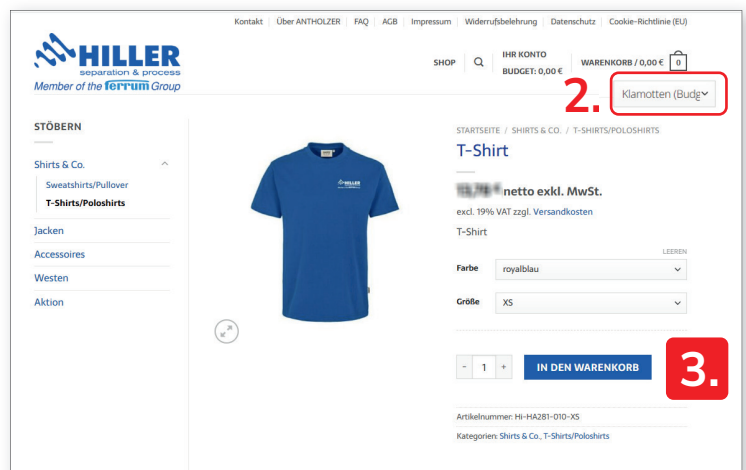 Kontakt Über ANTHOLZER FAQ AGB Impressum Widerrufsbelehrung Datenschutz Cookie-Richtlinie (EU)
HILLER
separation & process
Member of the ferrum Group
SHOP
IHR KONTO
BUDGET: 0,00 €
WARENKORB / 0,00 € 0
2.
Klamotten (Budg
STÖBERN
Shirts & Co.
Sweatshirts/Pullover
T-Shirts/Poloshirts
Jacken
Accessoires
Westen
Aktion
HILLER
STARTSEITE / SHIRTS & CO. / T-SHIRTS/POLOSHIRTS
T-Shirt
netto exkl. MwSt.
excl. 19% VAT zzgl. Versandkosten
T-Shirt
LEEREN
Farbe royalblau
Größe XS
- 1 + IN DEN WARENKORB
3.
Artikelnummer: Hi-HA281-010-XS
Kategorien: Shirts & Co., T-Shirts/Poloshirts